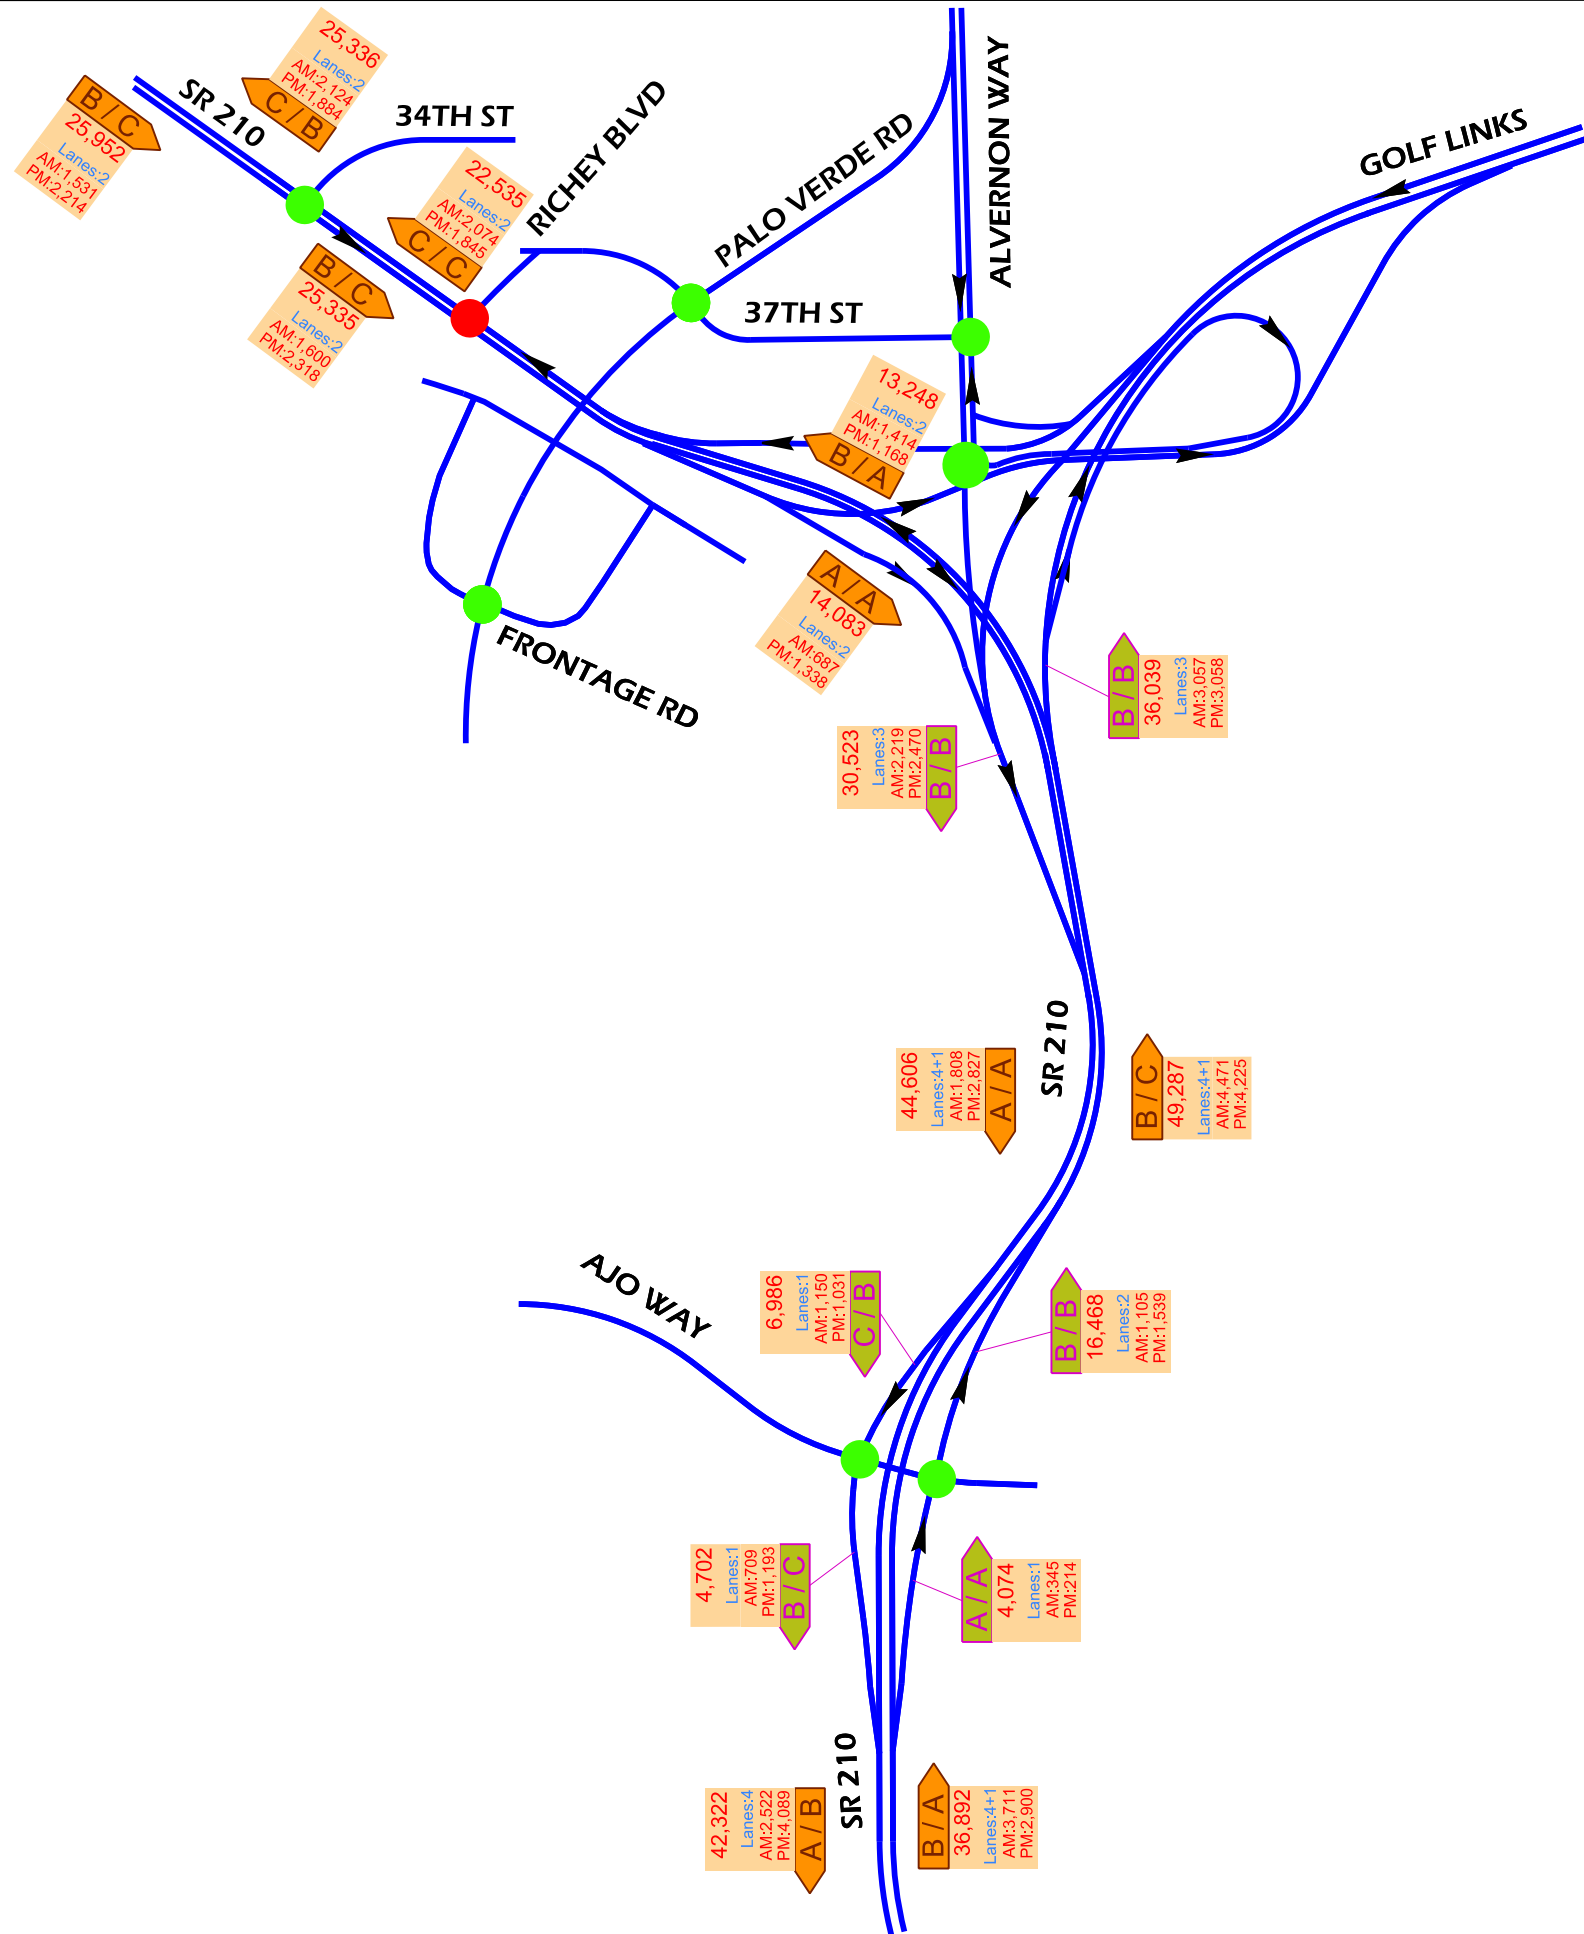 25,336
Lanes:2
AM:2,124
PM:1,884
C / B
B / C
25,952
Lanes:2
AM:1,531
PM:2,214
SR 210
34TH ST
RICHEY BLVD
22,535
Lanes:2
AM:2,074
PM:1,845
C / C
B / C
25,335
Lanes:2
AM:1,600
PM:2,318
PALO VERDE RD
ALVERNON WAY
GOLF LINKS
37TH ST
13,248
Lanes:2
AM:1,414
PM:1,168
B / A
A / A
14,083
Lanes:2
AM:687
PM:1,338
FRONTAGE RD
B / B
36,039
Lanes:3
AM:3,057
PM:3,058
30,523
Lanes:3
AM:2,219
PM:2,470
B / B
SR 210
44,606
Lanes:4+1
AM:1,808
PM:2,827
A / A
B / C
49,287
Lanes:4+1
AM:4,471
PM:4,225
AJO WAY
6,986
Lanes:1
AM:1,150
PM:1,031
C / B
B / B
16,468
Lanes:2
AM:1,105
PM:1,539
4,702
Lanes:1
AM:709
PM:1,193
B / C
A / A
4,074
Lanes:1
AM:345
PM:214
SR 210
42,322
Lanes:4
AM:2,522
PM:4,089
A / B
B / A
36,892
Lanes:4+1
AM:3,711
PM:2,900